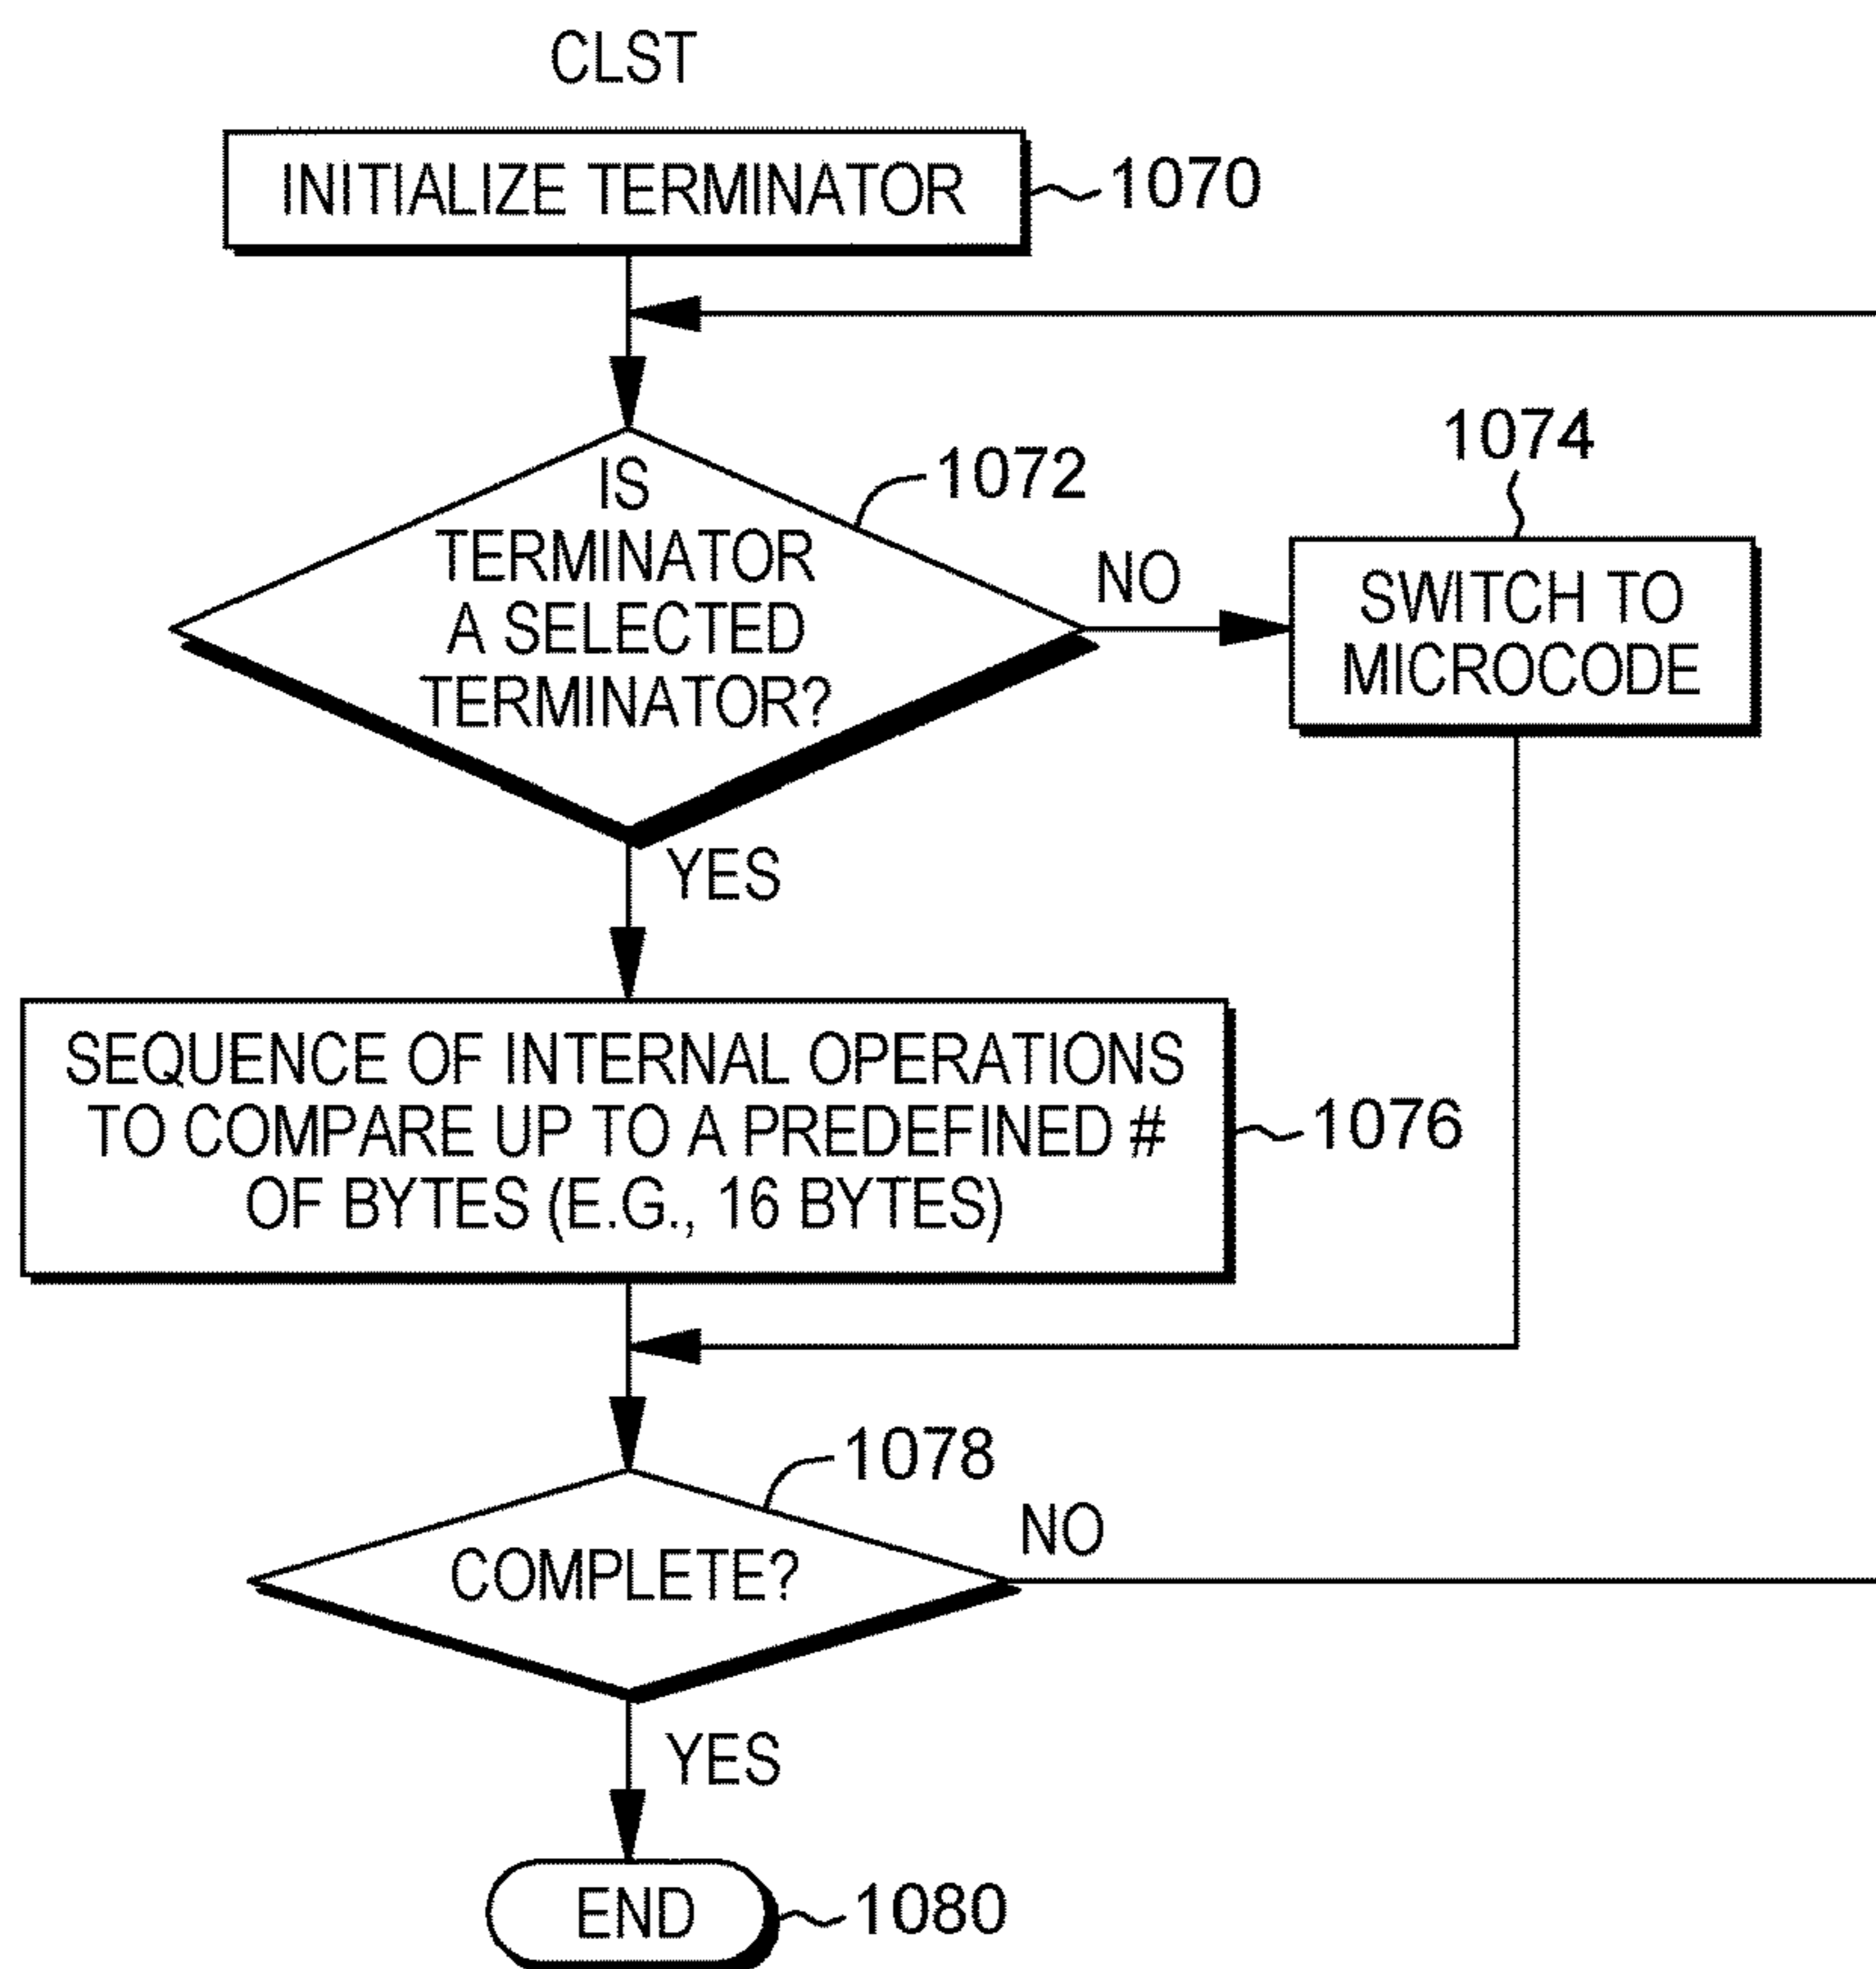 CLST
INITIALIZE TERMINATOR
1070
IS
TERMINATOR
A SELECTED
TERMINATOR?
1072
NO
1074
SWITCH TO
MICROCODE
YES
SEQUENCE OF INTERNAL OPERATIONS
TO COMPARE UP TO A PREDEFINED #
OF BYTES (E.G., 16 BYTES)
1076
1078
COMPLETE?
NO
YES
END
1080